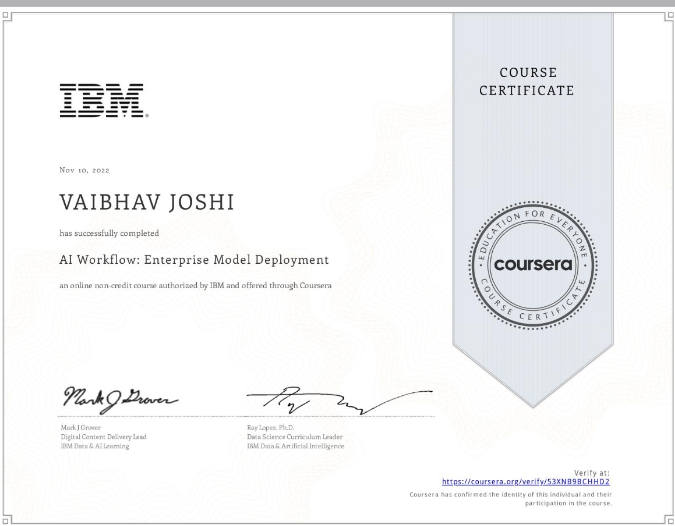 IBM
COURSE
CERTIFICATE
Nov 10, 2022
VAIBHAV JOSHI
has successfully completed
AI Workflow: Enterprise Model Deployment
an online non-credit course authorized by IBM and offered through Coursera
EDUCATION FOR EVERYONE
coursera
COURSE CERTIFICATE
Mark J Grover
Mark J Grover
Digital Content Delivery Lead
IBM Data & AI Learning
Ray Lopez, Ph.D.
Data Science Curriculum Leader
IBM Data & Artificial Intelligence
Verify at:
https://coursera.org/verify/53XNB9BCHHD2
Coursera has confirmed the identity of this individual and their
participation in the course.